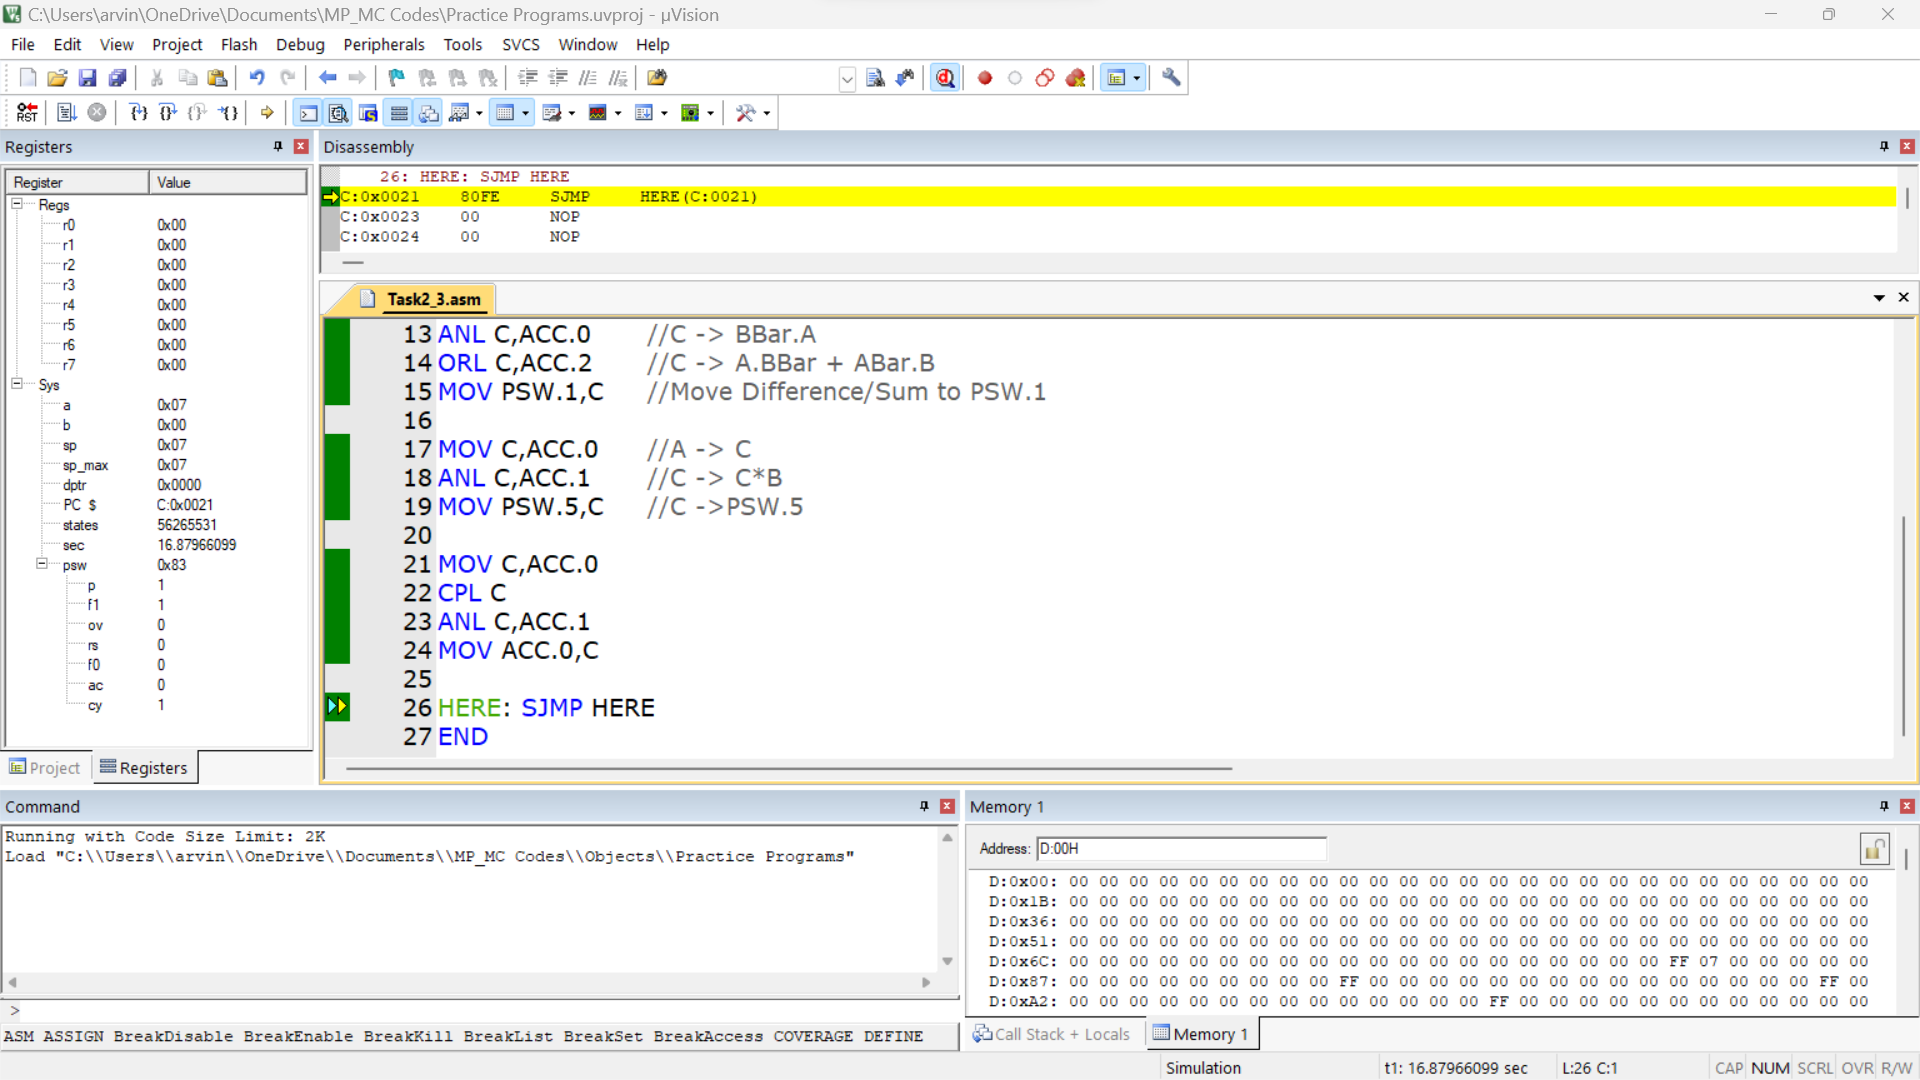 C:\Users\arvin\OneDrive\Documents\MP_MC Codes\Practice Programs.uvproj - µVision
File Edit View Project Flash Debug Peripherals Tools SVCS Window Help
RST
Registers
Register Value
Regs
r0 0x00
r1 0x00
r2 0x00
r3 0x00
r4 0x00
r5 0x00
r6 0x00
r7 0x00
Sys
a 0x07
b 0x00
sp 0x07
sp_max 0x07
dptr 0x0000
PC $ C:0x0021
states 56265531
sec 16.87966099
psw 0x83
p 1
f1 1
ov 0
rs 0
f0 0
ac 0
cy 1
Project Registers
Disassembly
26: HERE: SJMP HERE
C:0x0021 80FE SJMP HERE(C:0021)
C:0x0023 00 NOP
C:0x0024 00 NOP
Task2_3.asm
13 ANL C,ACC.0 //C -> BBar.A
14 ORL C,ACC.2 //C -> A.BBar + ABar.B
15 MOV PSW.1,C //Move Difference/Sum to PSW.1
16
17 MOV C,ACC.0 //A -> C
18 ANL C,ACC.1 //C -> C*B
19 MOV PSW.5,C //C ->PSW.5
20
21 MOV C,ACC.0
22 CPL C
23 ANL C,ACC.1
24 MOV ACC.0,C
25
26 HERE: SJMP HERE
27 END
Command
Running with Code Size Limit: 2K
Load "C:\\Users\\arvin\\OneDrive\\Documents\\MP_MC Codes\\Objects\\Practice Programs"
>
ASM ASSIGN BreakDisable BreakEnable BreakKill BreakList BreakSet BreakAccess COVERAGE DEFINE
Memory 1
Address: D:00H
D:0x00: 00 00 00 00 00 00 00 00 00 00 00 00 00 00 00 00 00 00 00 00 00 00 00 00 00 00 00
D:0x1B: 00 00 00 00 00 00 00 00 00 00 00 00 00 00 00 00 00 00 00 00 00 00 00 00 00 00 00
D:0x36: 00 00 00 00 00 00 00 00 00 00 00 00 00 00 00 00 00 00 00 00 00 00 00 00 00 00 00
D:0x51: 00 00 00 00 00 00 00 00 00 00 00 00 00 00 00 00 00 00 00 00 00 00 00 00 00 00 00
D:0x6C: 00 00 00 00 00 00 00 00 00 00 00 00 00 00 00 00 00 00 00 00 FF 07 00 00 00 00 00
D:0x87: 00 00 00 00 00 00 00 00 00 FF 00 00 00 00 00 00 00 00 00 00 00 00 00 00 00 FF 00
D:0xA2: 00 00 00 00 00 00 00 00 00 00 00 00 00 00 FF 00 00 00 00 00 00 00 00 00 00 00 00
Call Stack + Locals Memory 1
Simulation t1: 16.87966099 sec L:26 C:1 CAP NUM SCRL OVR R/W